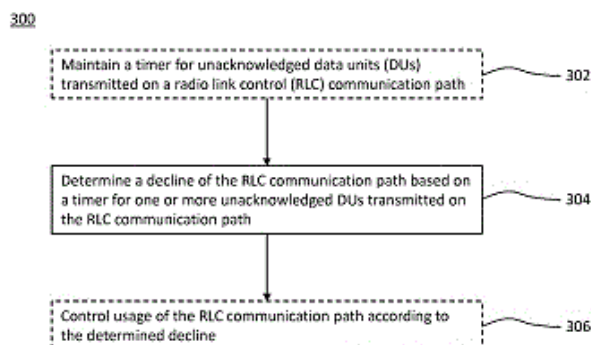 300
Maintain a timer for unacknowledged data units (DUs)
transmitted on a radio link control (RLC) communication path
302
Determine a decline of the RLC communication path based on
a timer for one or more unacknowledged DUs transmitted on
the RLC communication path
304
Control usage of the RLC communication path according to
the determined decline
306